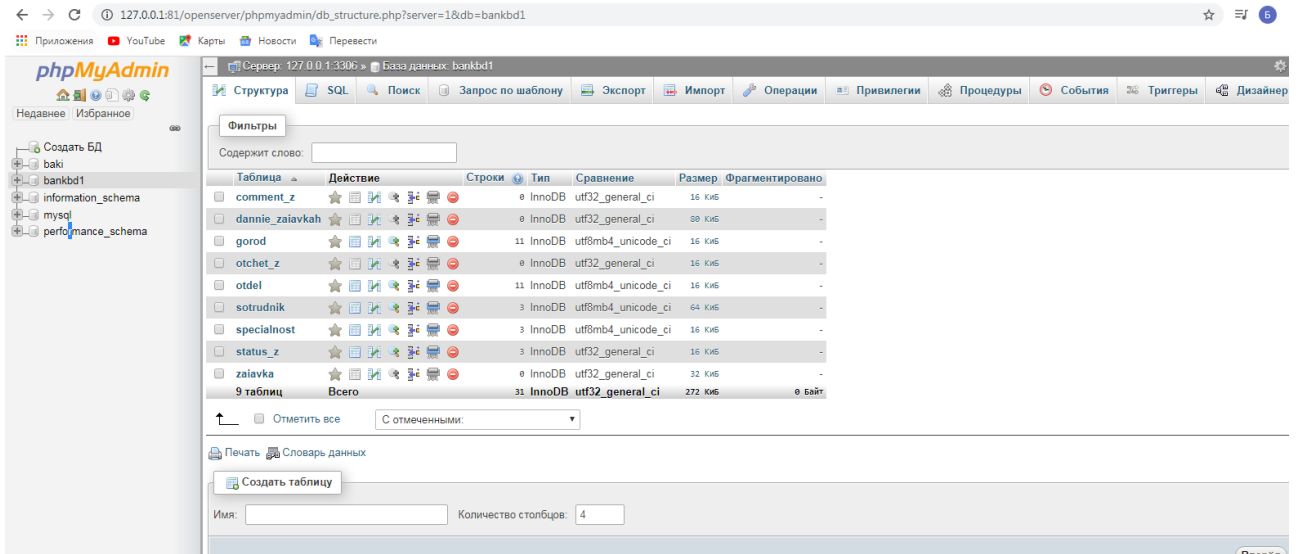 127.0.0.1:81/openserver/phpmyadmin/db_structure.php?server=1&db=bankbd1
Б
Приложения YouTube Карты Новости Перевести
phpMyAdmin
Недавнее Избранное
Создать БД
baki
bankbd1
information_schema
mysql
performance_schema
Сервер: 127.0.0.1:3306 » База данных: bankbd1
Структура SQL Поиск Запрос по шаблону Экспорт Импорт Операции Привилегии Процедуры События Триггеры Дизайнер
Фильтры
Содержит слово:
Таблица Действие Строки Тип Сравнение Размер Фрагментировано
comment_z 0 InnoDB utf32_general_ci 16 КиБ -
dannie_zaiavkah 0 InnoDB utf32_general_ci 80 КиБ -
gorod 11 InnoDB utf8mb4_unicode_ci 16 КиБ -
otchet_z 0 InnoDB utf32_general_ci 16 КиБ -
otdel 11 InnoDB utf8mb4_unicode_ci 16 КиБ -
sotrudnik 3 InnoDB utf8mb4_unicode_ci 64 КиБ -
specialnost 3 InnoDB utf8mb4_unicode_ci 16 КиБ -
status_z 3 InnoDB utf32_general_ci 16 КиБ -
zaiavka 0 InnoDB utf32_general_ci 32 КиБ -
9 таблиц Всего 31 InnoDB utf32_general_ci 272 КиБ 0 Байт
Отметить все С отмеченными:
Печать Словарь данных
Создать таблицу
Имя: Количество столбцов: 4